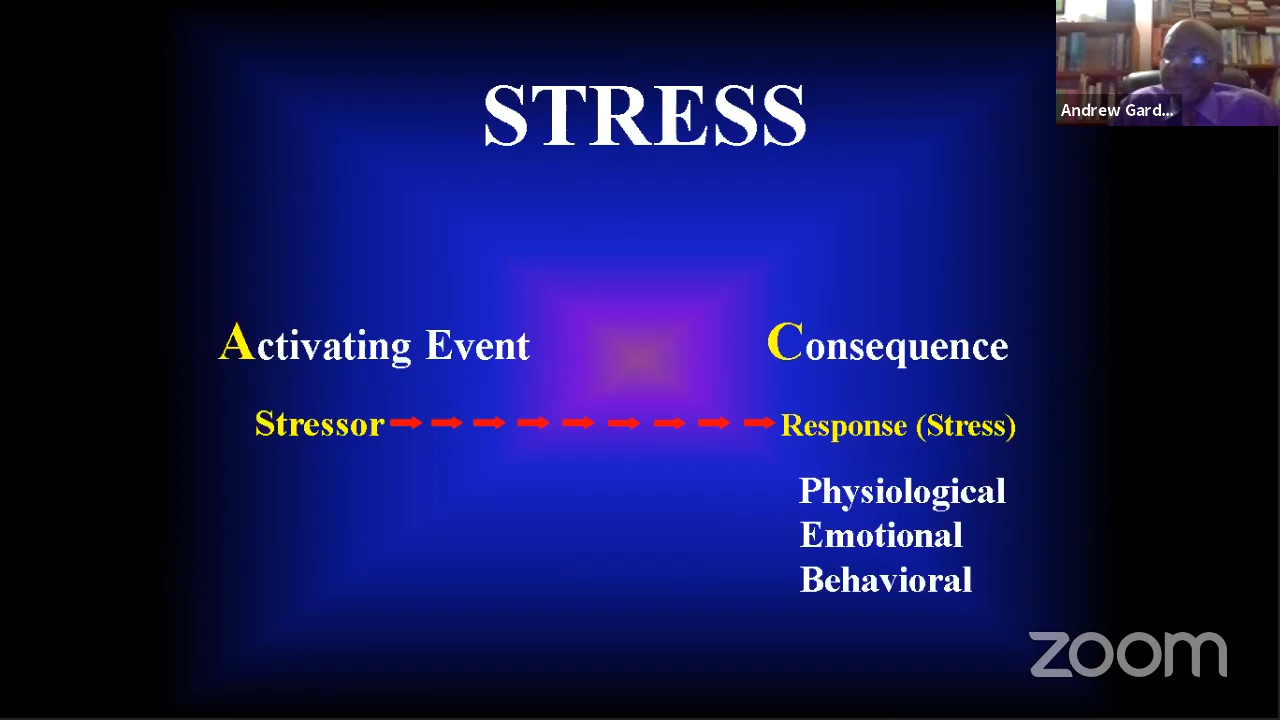 STRESS
Andrew Gard...
Activating Event
Consequence
Stressor
Response (Stress)
Physiological
Emotional
Behavioral
zoom